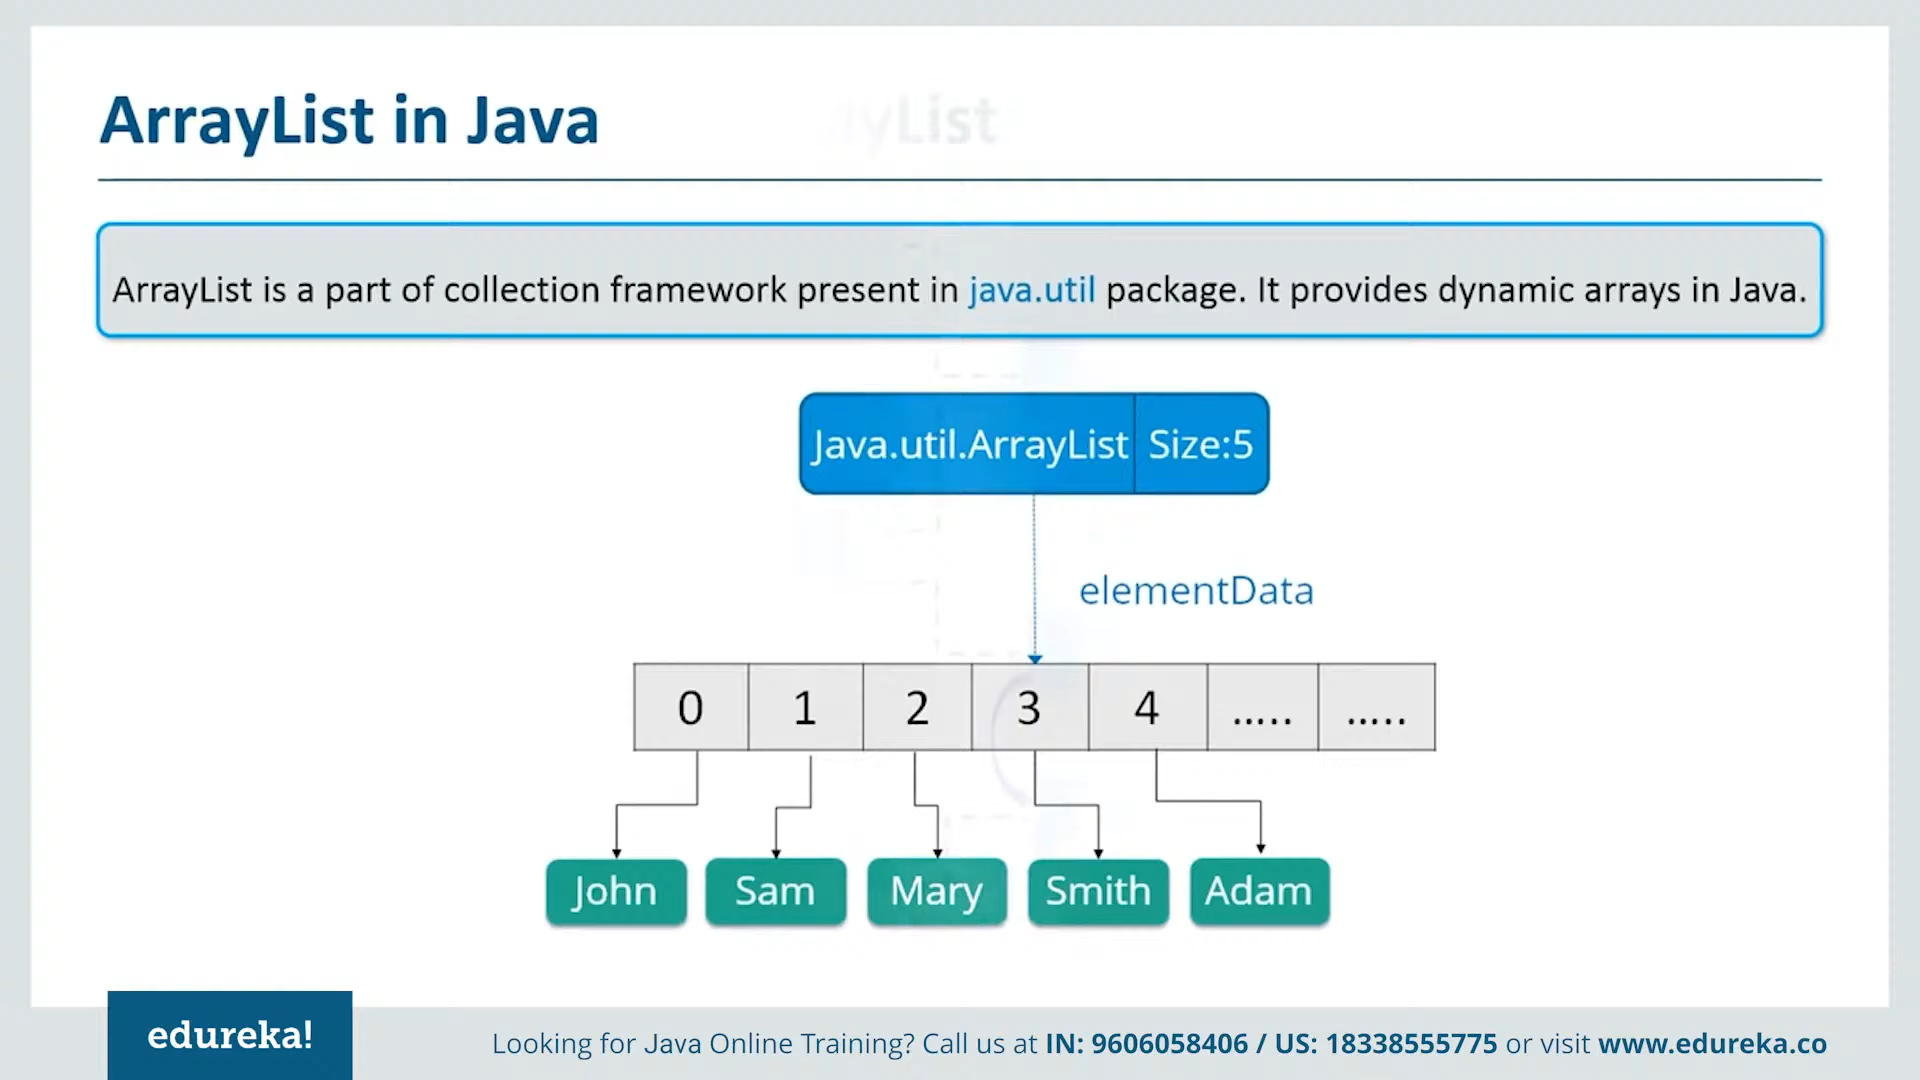 ArrayList in Java
ArrayList is a part of collection framework present in java.util package. It provides dynamic arrays in Java.
Java.util.ArrayList Size:5
elementData
0 1 2 3 4 ..... .....
John Sam Mary Smith Adam
edureka!
Looking for Java Online Training? Call us at IN: 9606058406 / US: 18338555775 or visit www.edureka.co